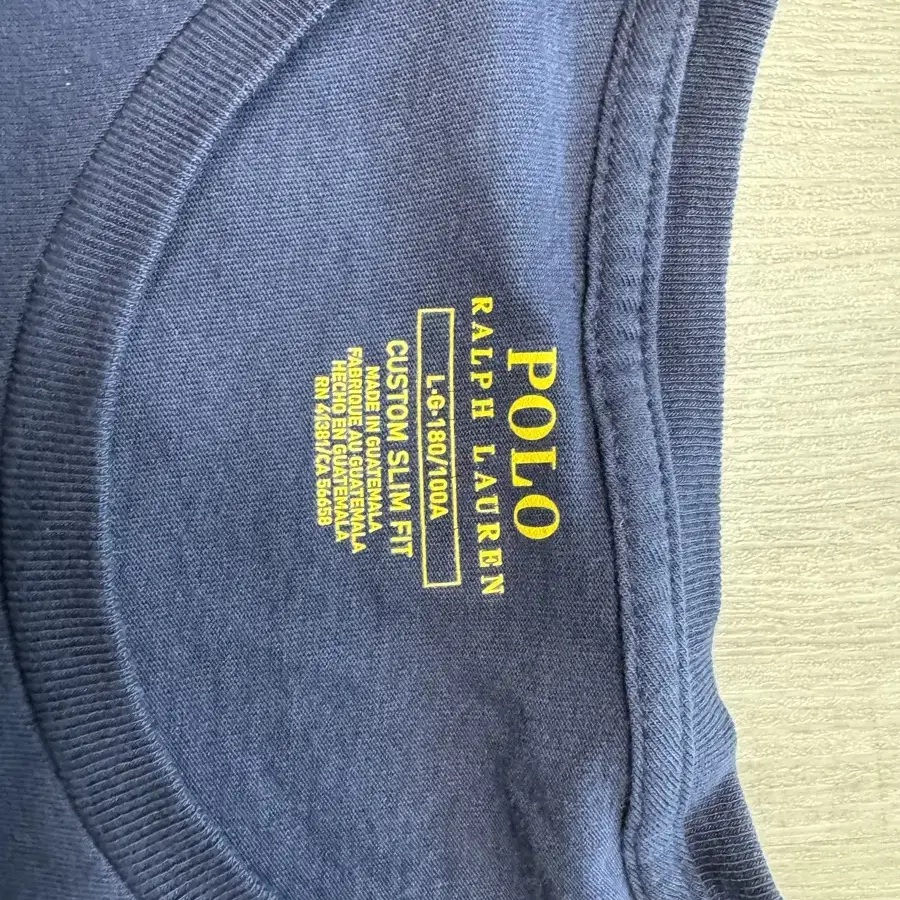 POLO
RALPH LAUREN
L·G·180/100A
CUSTOM SLIM FIT
MADE IN GUATEMALA
FABRIQUE AU GUATEMALA
HECHO EN GUATEMALA
RN 41381/CA 56658